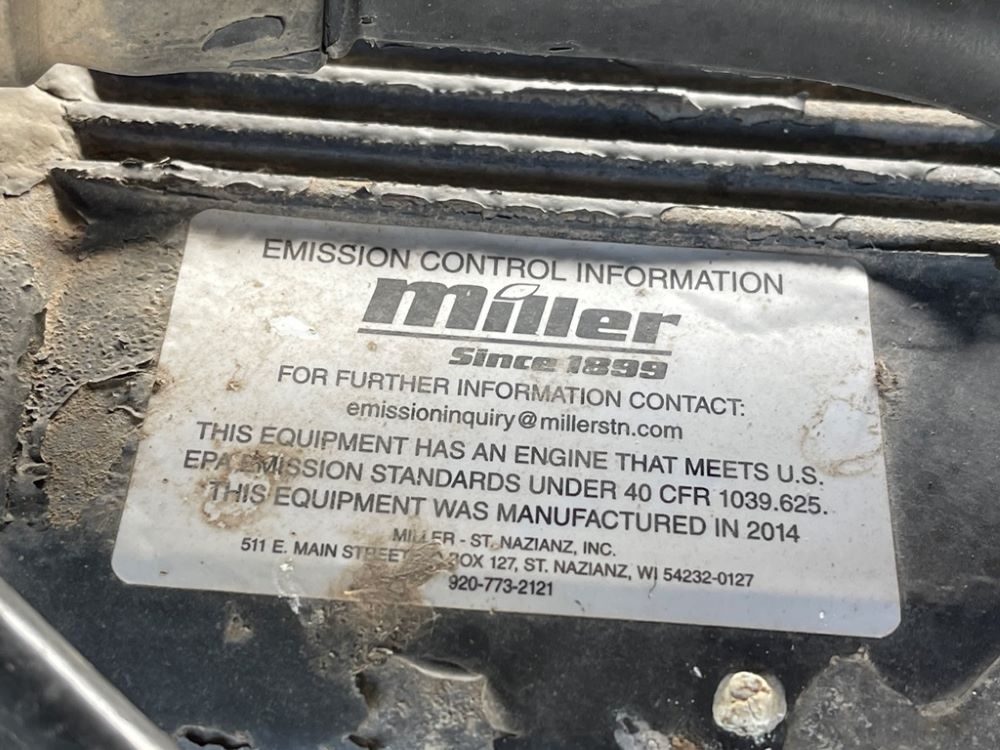 EMISSION CONTROL INFORMATION
Miller
Since 1899
FOR FURTHER INFORMATION CONTACT:
emissioninquiry@millerstn.com
THIS EQUIPMENT HAS AN ENGINE THAT MEETS U.S.
EPA EMISSION STANDARDS UNDER 40 CFR 1039.625.
THIS EQUIPMENT WAS MANUFACTURED IN 2014
MILLER - ST. NAZIANZ, INC.
511 E. MAIN STREET BOX 127, ST. NAZIANZ, WI 54232-0127
920-773-2121